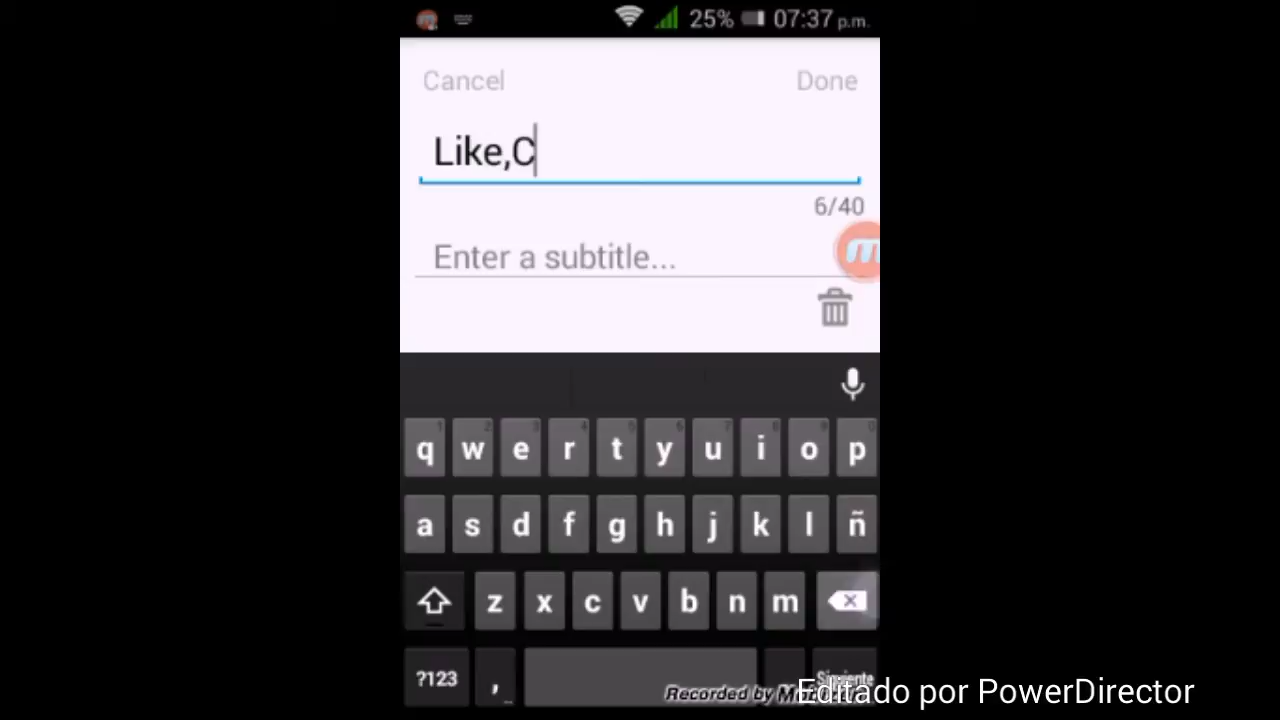 25% 07:37 p.m.
Cancel Done
Like,C
6/40
Enter a subtitle...
q w e r t y u i o p
a s d f g h j k l ñ
z x c v b n m
?123 , Siguiente
Recorded by
Editado por PowerDirector